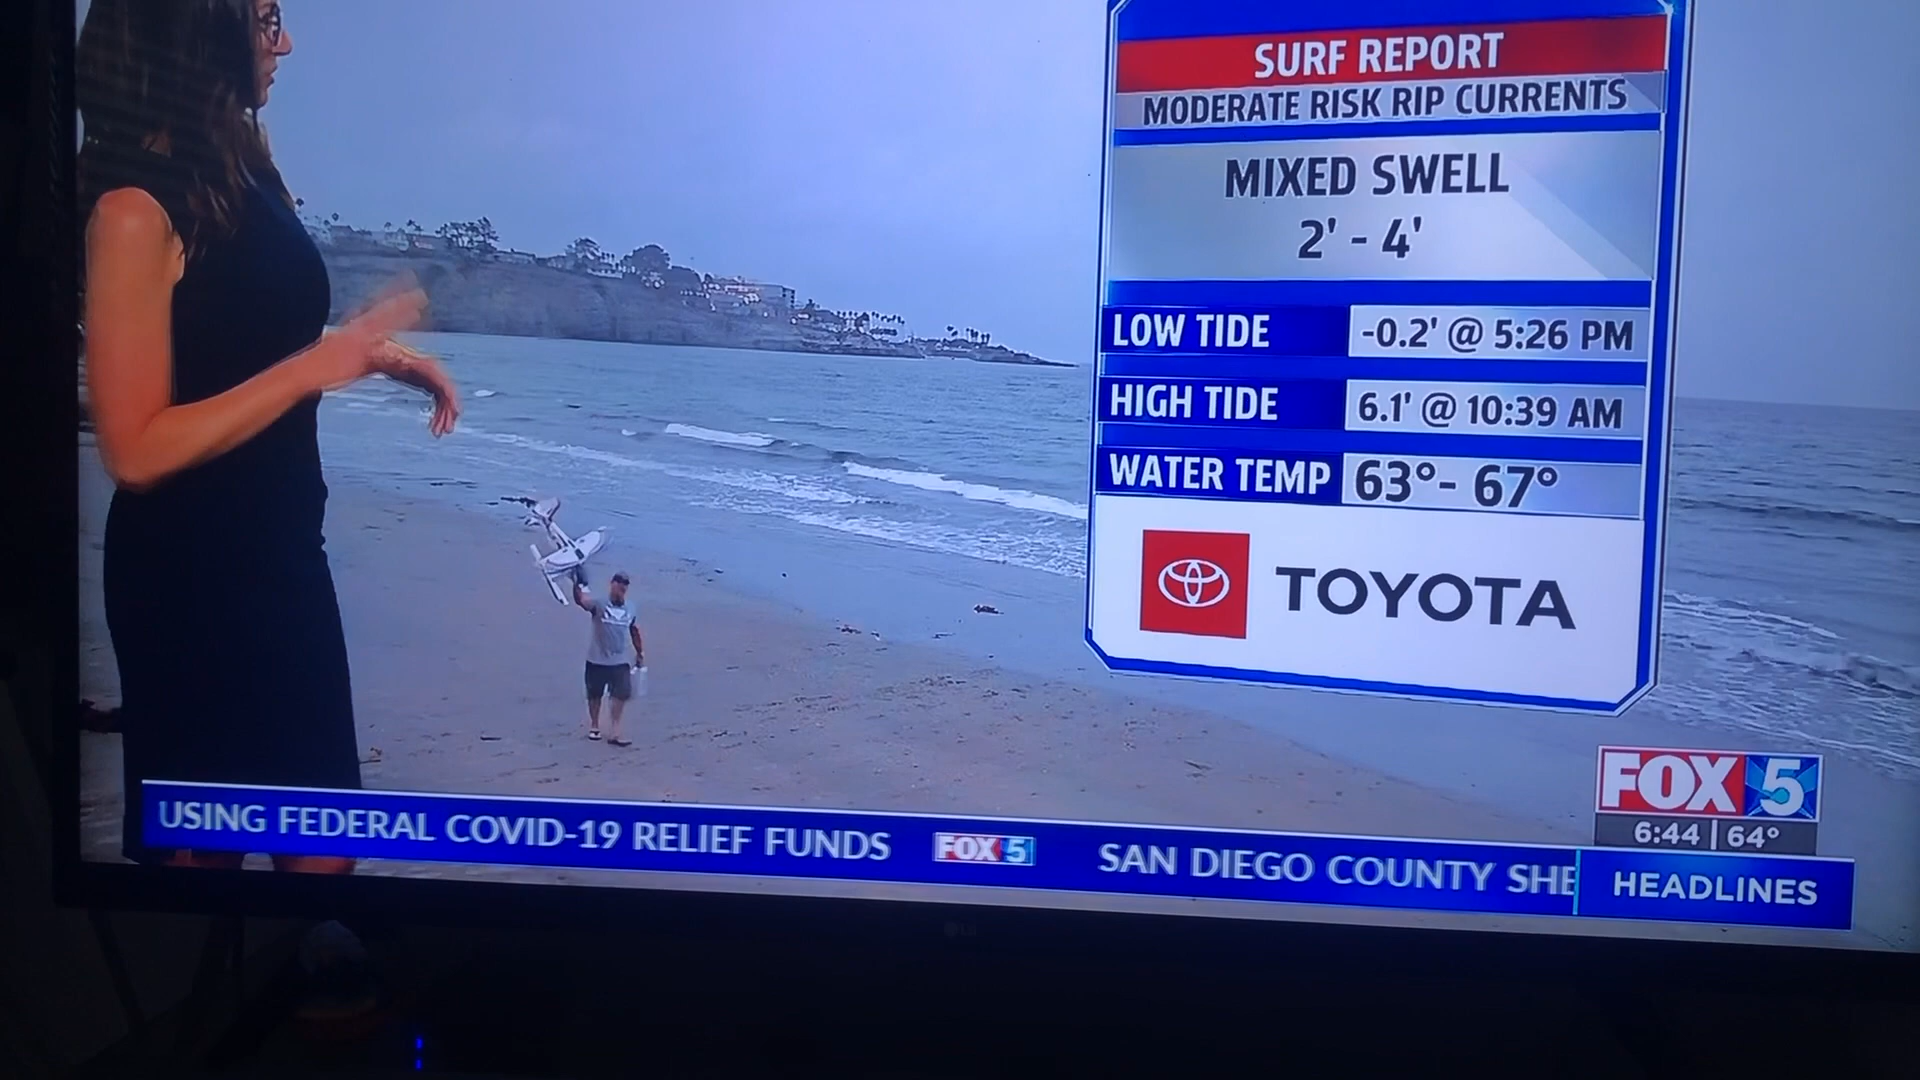 SURF REPORT
MODERATE RISK RIP CURRENTS
MIXED SWELL
2' - 4'
LOW TIDE -0.2' @ 5:26 PM
HIGH TIDE 6.1' @ 10:39 AM
WATER TEMP 63°- 67°
TOYOTA
FOX 5
6:44 | 64°
USING FEDERAL COVID-19 RELIEF FUNDS FOX 5 SAN DIEGO COUNTY SHE
HEADLINES
LG